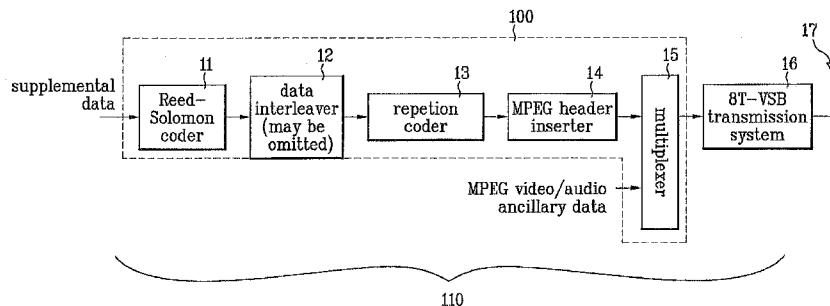 100
17
supplemental
data
11
Reed-
Solomon
coder
12
data
interleaver
(may be
omitted)
13
repetion
coder
14
MPEG header
inserter
15
multiplexer
16
8T-VSB
transmission
system
MPEG video/audio
ancillary data
110